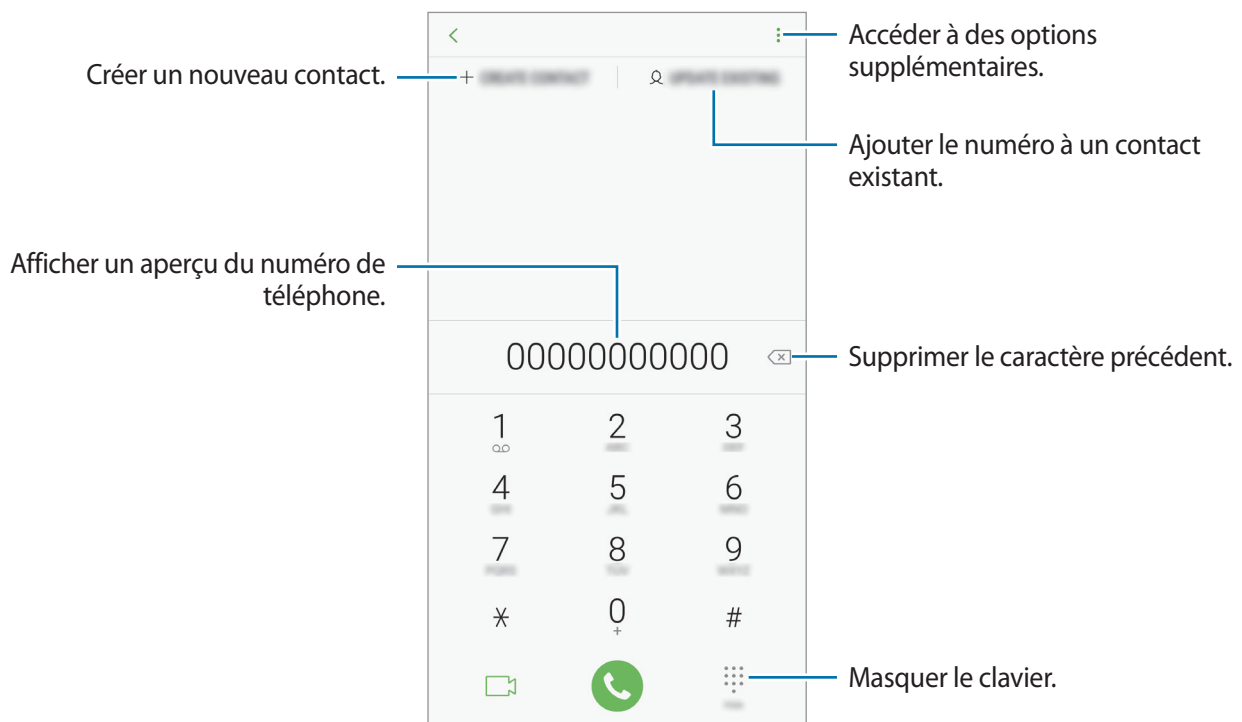 Accéder à des options
supplémentaires.
Créer un nouveau contact.
Ajouter le numéro à un contact
existant.
Afficher un aperçu du numéro de
téléphone.
00000000000
Supprimer le caractère précédent.
1 2 3
4 5 6
7 8 9
* 0 #
+
Masquer le clavier.